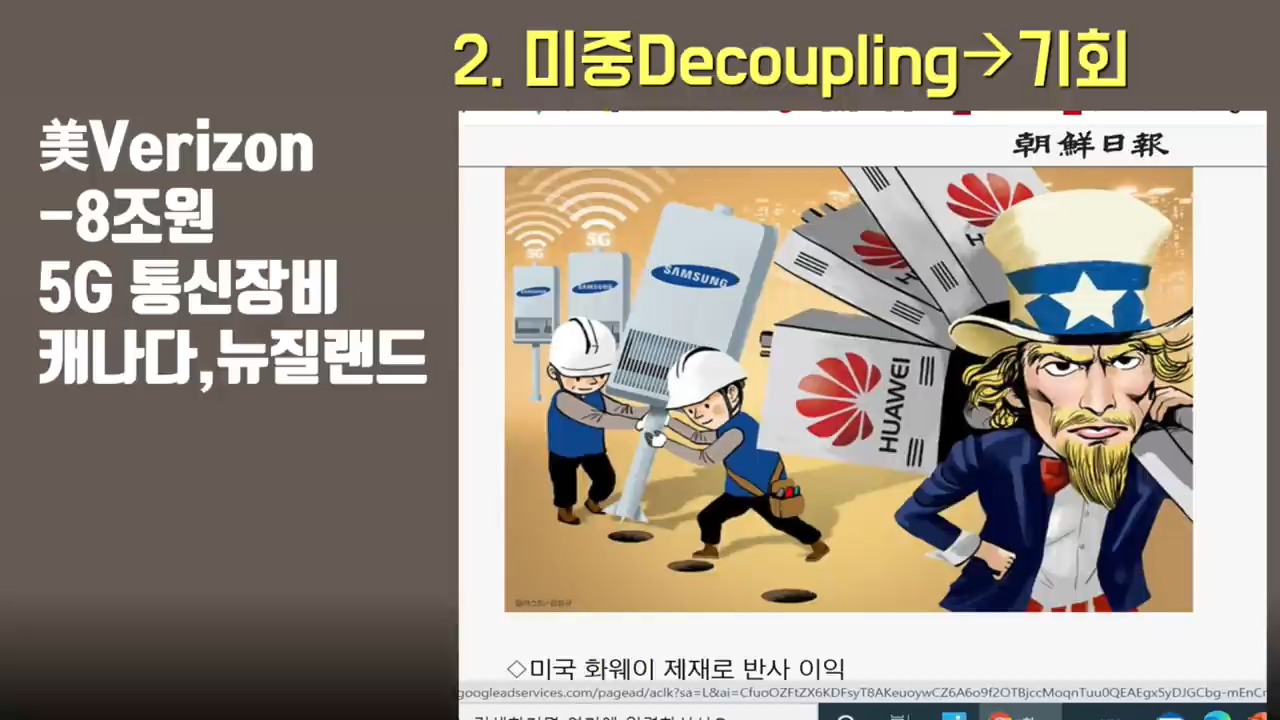 2. 미중Decoupling→기회
美Verizon
-8조원
5G 통신장비
캐나다,뉴질랜드
朝鮮日報
5G
5G
SAMSUNG
SAMSUNG
SAMSUNG
HUAWEI
◇미국 화웨이 제재로 반사 이익
googleadservices.com/pagead/aclk?sa=L&ai=CfuoOZFtZX6KDFsyT8AKeuoywCZ6A6o9f2OTBjccMoqnTuu0QEAEgx5yDJGCbg-mEnCr